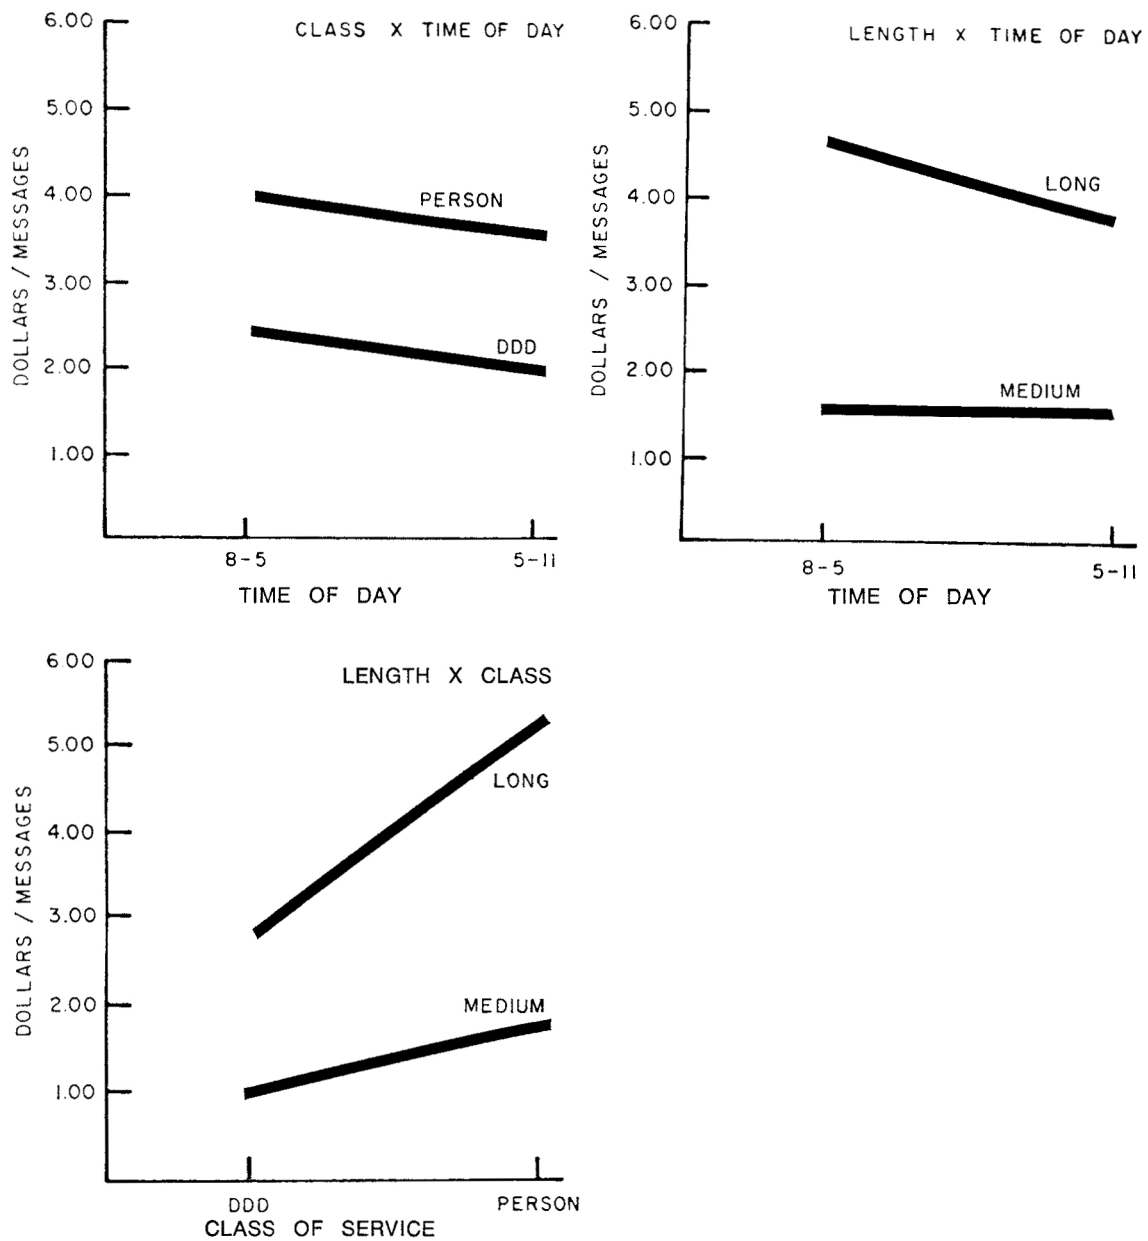 CLASS X TIME OF DAY
6.00
5.00
4.00
3.00
2.00
1.00
DOLLARS / MESSAGES
PERSON
DDD
8-5
5-11
TIME OF DAY
LENGTH X TIME OF DAY
6.00
5.00
4.00
3.00
2.00
1.00
DOLLARS / MESSAGES
LONG
MEDIUM
8-5
5-11
TIME OF DAY
LENGTH X CLASS
6.00
5.00
4.00
3.00
2.00
1.00
DOLLARS / MESSAGES
LONG
MEDIUM
DDD
PERSON
CLASS OF SERVICE